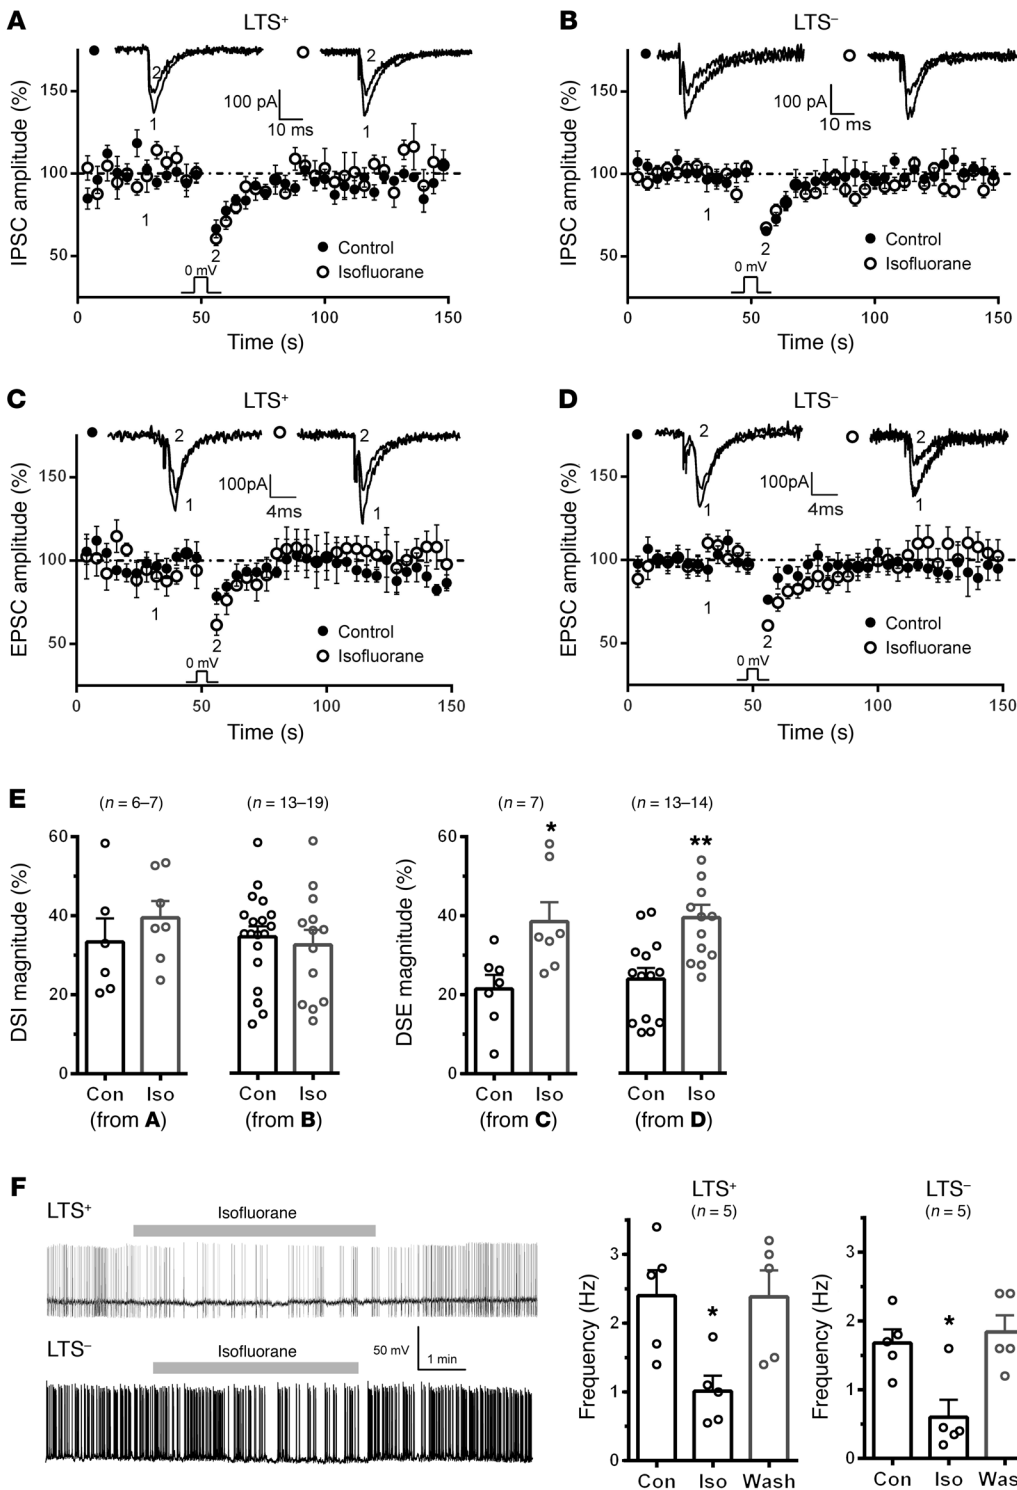 A
LTS+
150
100
50
IPSC amplitude (%)
2
1
100 pA
10 ms
1
1
2
0 mV
Control
Isofluorane
0 50 100 150
Time (s)
B
LTS–
150
100
50
IPSC amplitude (%)
100 pA
10 ms
1
2
0 mV
Control
Isofluorane
0 50 100 150
Time (s)
C
LTS+
150
100
50
EPSC amplitude (%)
2
1
100pA
4ms
2
1
1
2
0 mV
Control
Isofluorane
0 50 100 150
Time (s)
D
LTS–
150
100
50
EPSC amplitude (%)
2
1
100pA
4ms
2
1
1
2
0 mV
Control
Isofluorane
0 50 100 150
Time (s)
E
(n = 6–7) (n = 13–19) (n = 7) (n = 13–14)
* **
60
40
20
0
DSI magnitude (%)
Con Iso Con Iso
(from A) (from B)
60
40
20
0
DSE magnitude (%)
Con Iso Con Iso
(from C) (from D)
F
LTS+
Isofluorane
LTS–
Isofluorane
50 mV
1 min
LTS+
(n = 5)
3
2
1
0
Frequency (Hz)
*
Con Iso Wash
LTS–
(n = 5)
3
2
1
0
Frequency (Hz)
*
Con Iso Was